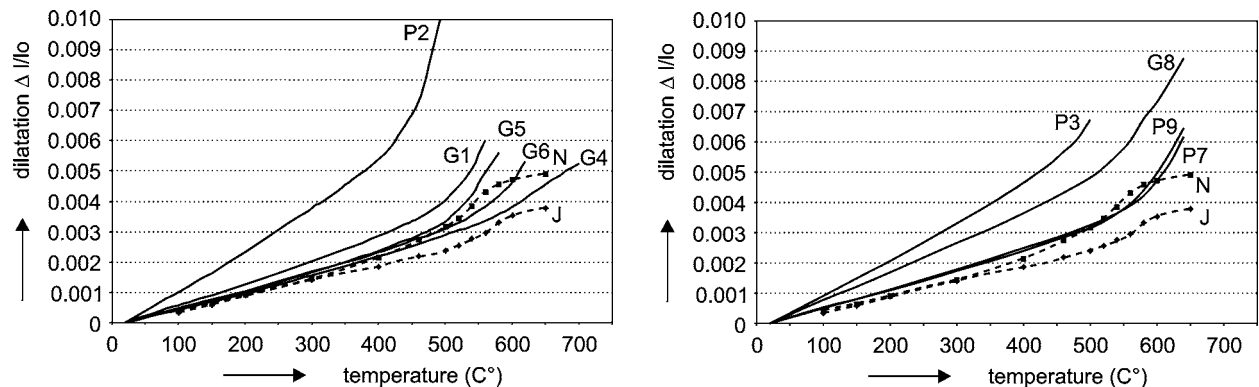 dilatation Δ l/lo
0.010
0.009
0.008
0.007
0.006
0.005
0.004
0.003
0.002
0.001
0
P2
G5
G1
G6
N
G4
J
100 200 300 400 500 600 700
temperature (C°)
dilatation Δ l/lo
0.010
0.009
0.008
0.007
0.006
0.005
0.004
0.003
0.002
0.001
0
G8
P3
P9
P7
N
J
100 200 300 400 500 600 700
temperature (C°)